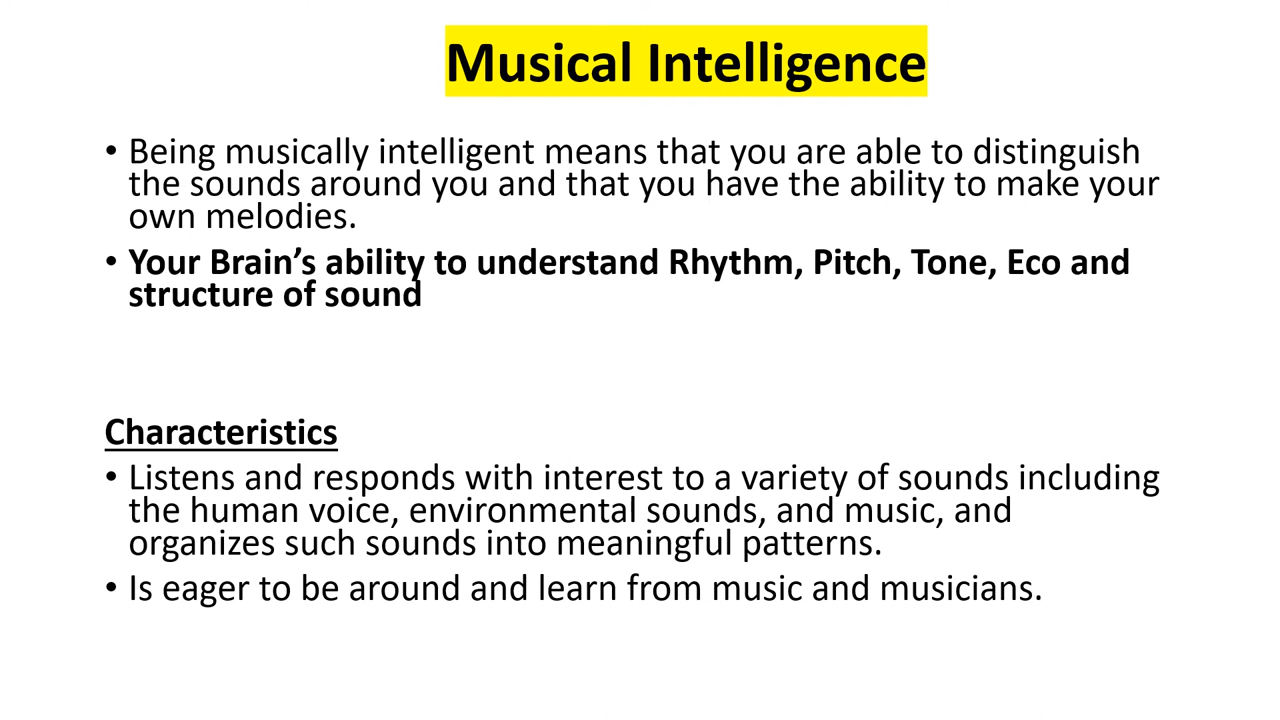 Musical Intelligence
• Being musically intelligent means that you are able to distinguish
the sounds around you and that you have the ability to make your
own melodies.
• Your Brain’s ability to understand Rhythm, Pitch, Tone, Eco and
structure of sound
Characteristics
• Listens and responds with interest to a variety of sounds including
the human voice, environmental sounds, and music, and
organizes such sounds into meaningful patterns.
• Is eager to be around and learn from music and musicians.